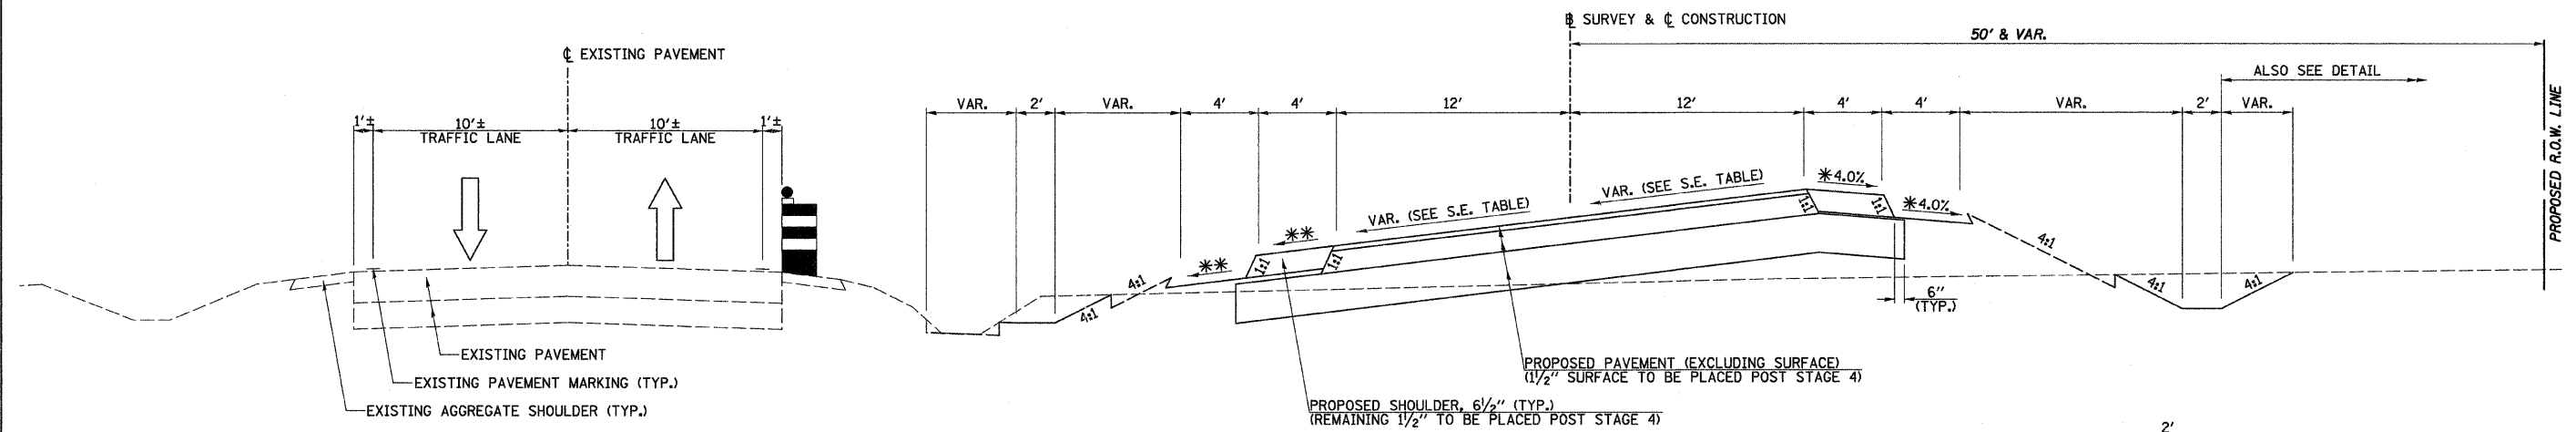 ℄ EXISTING PAVEMENT
B̲L SURVEY & ℄ CONSTRUCTION
50' & VAR.
ALSO SEE DETAIL
PROPOSED R.O.W. LINE
1'± 10'± 10'± 1'±
TRAFFIC LANE TRAFFIC LANE
VAR. 2' VAR. 4' 4' 12' 12' 4' 4' VAR. 2' VAR.
** ** VAR. (SEE S.E. TABLE) VAR. (SEE S.E. TABLE) *4.0% *4.0%
1:1 1:1 1:1 1:1
4:1 4:1 4:1 4:1 4:1
6"
(TYP.)
EXISTING PAVEMENT
EXISTING PAVEMENT MARKING (TYP.)
EXISTING AGGREGATE SHOULDER (TYP.)
PROPOSED PAVEMENT (EXCLUDING SURFACE)
(1½" SURFACE TO BE PLACED POST STAGE 4)
PROPOSED SHOULDER, 6½" (TYP.)
(REMAINING 1½" TO BE PLACED POST STAGE 4)
2'